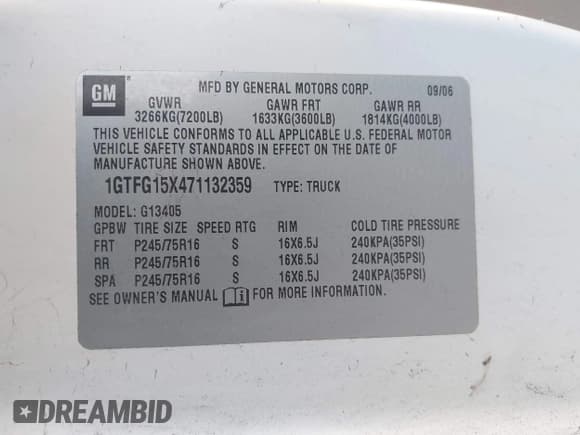 GM
MFD BY GENERAL MOTORS CORP. 09/06
GVWR GAWR FRT GAWR RR
3266KG(7200LB) 1633KG(3600LB) 1814KG(4000LB)
THIS VEHICLE CONFORMS TO ALL APPLICABLE U.S. FEDERAL MOTOR
VEHICLE SAFETY STANDARDS IN EFFECT ON THE DATE OF
MANUFACTURE SHOWN ABOVE.
1GTFG15X471132359 TYPE: TRUCK
MODEL: G13405
GPBW TIRE SIZE SPEED RTG RIM COLD TIRE PRESSURE
FRT P245/75R16 S 16X6.5J 240KPA(35PSI)
RR P245/75R16 S 16X6.5J 240KPA(35PSI)
SPA P245/75R16 S 16X6.5J 240KPA(35PSI)
SEE OWNER'S MANUAL FOR MORE INFORMATION.
DREAMBID